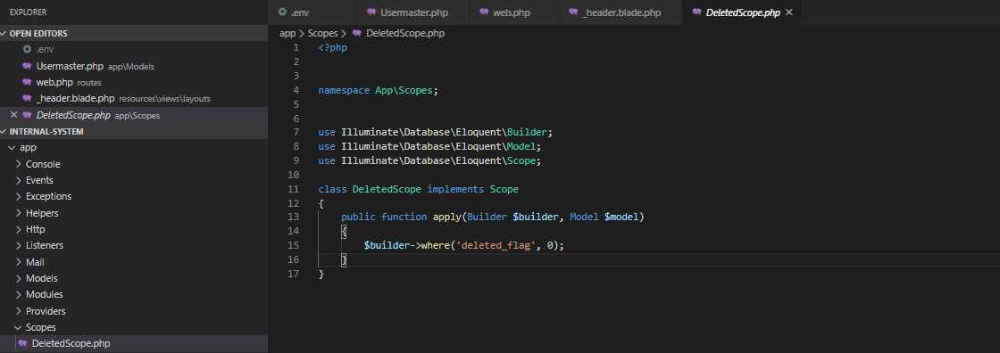 EXPLORER
OPEN EDITORS
.env
Usermaster.php app\Models
web.php routes
_header.blade.php resources\views\layouts
DeletedScope.php app\Scopes
INTERNAL-SYSTEM
app
Console
Events
Exceptions
Helpers
Http
Listeners
Mail
Models
Modules
Providers
Scopes
DeletedScope.php
.env Usermaster.php web.php _header.blade.php DeletedScope.php
app > Scopes > DeletedScope.php
1 <?php
2
3
4 namespace App\Scopes;
5
6
7 use Illuminate\Database\Eloquent\Builder;
8 use Illuminate\Database\Eloquent\Model;
9 use Illuminate\Database\Eloquent\Scope;
10
11 class DeletedScope implements Scope
12 {
13 public function apply(Builder $builder, Model $model)
14 {
15 $builder->where('deleted_flag', 0);
16 }
17 }